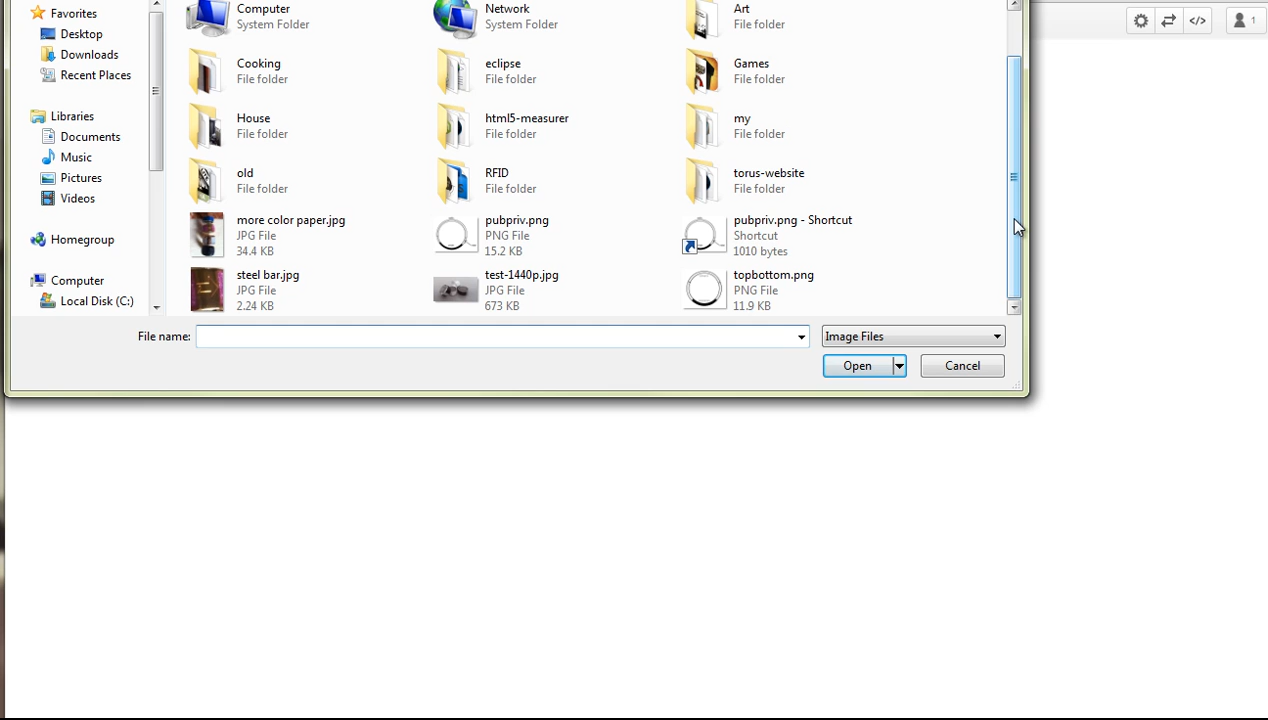 Favorites
Desktop
Downloads
Recent Places
Libraries
Documents
Music
Pictures
Videos
Homegroup
Computer
Local Disk (C:)
Computer
System Folder
Network
System Folder
Art
File folder
Cooking
File folder
eclipse
File folder
Games
File folder
House
File folder
html5-measurer
File folder
my
File folder
old
File folder
RFID
File folder
torus-website
File folder
more color paper.jpg
JPG File
34.4 KB
pubpriv.png
PNG File
15.2 KB
pubpriv.png - Shortcut
Shortcut
1010 bytes
steel bar.jpg
JPG File
2.24 KB
test-1440p.jpg
JPG File
673 KB
topbottom.png
PNG File
11.9 KB
File name:
Image Files
Open
Cancel
</> 1